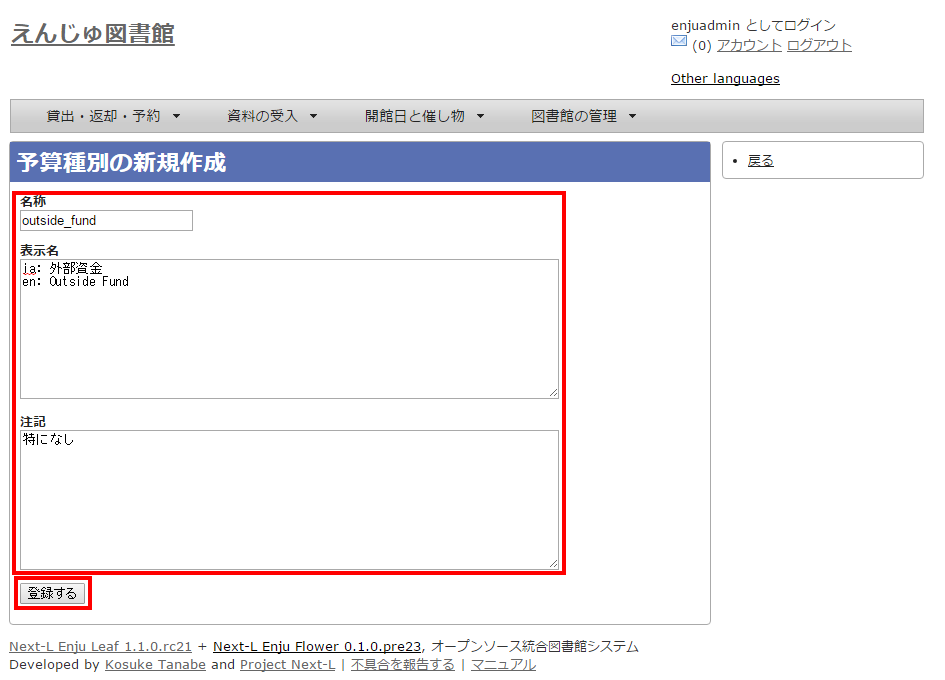 えんじゅ図書館
enjuadmin としてログイン
(0) アカウント ログアウト
Other languages
貸出・返却・予約 資料の受入 開館日と催し物 図書館の管理
予算種別の新規作成
戻る
名称
outside_fund
表示名
ja: 外部資金
en: Outside Fund
注記
特になし
登録する
Next-L Enju Leaf 1.1.0.rc21 + Next-L Enju Flower 0.1.0.pre23, オープンソース統合図書館システム
Developed by Kosuke Tanabe and Project Next-L | 不具合を報告する | マニュアル